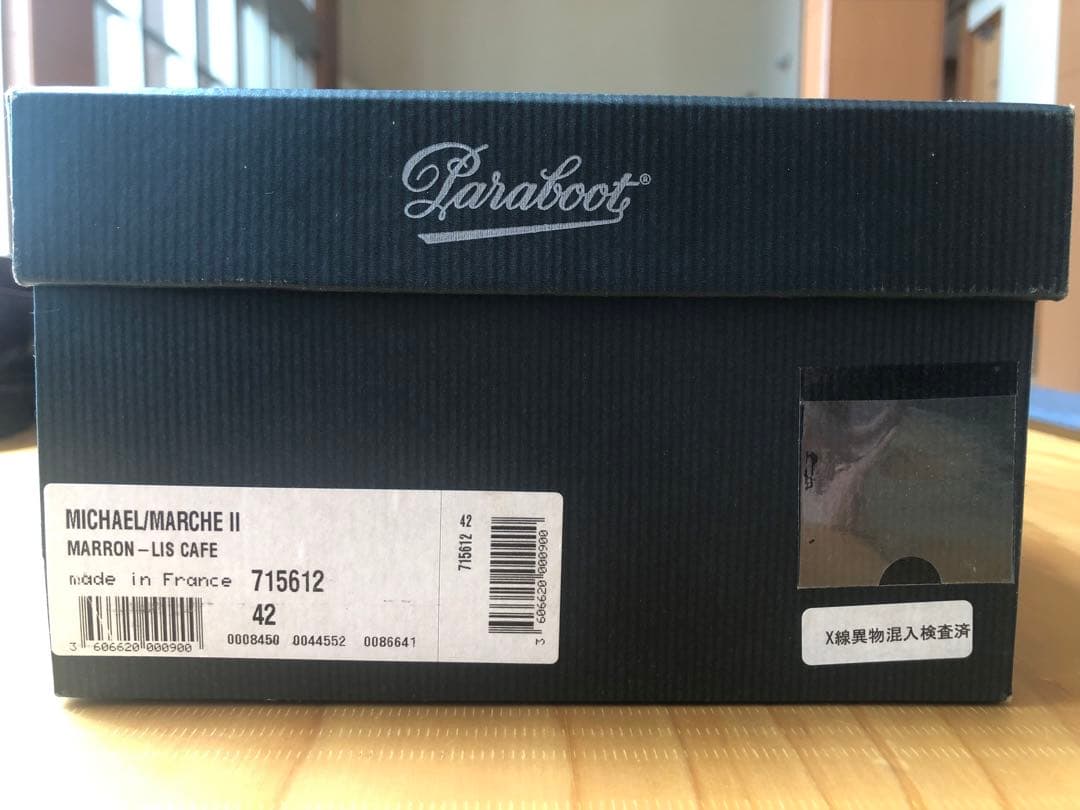 Paraboot®
MICHAEL/MARCHE II
MARRON – LIS CAFE
made in France 715612
42
3 606620 000900
0008450 0044552 0086641
715612 42
3 606620 000900
X線異物混入検査済